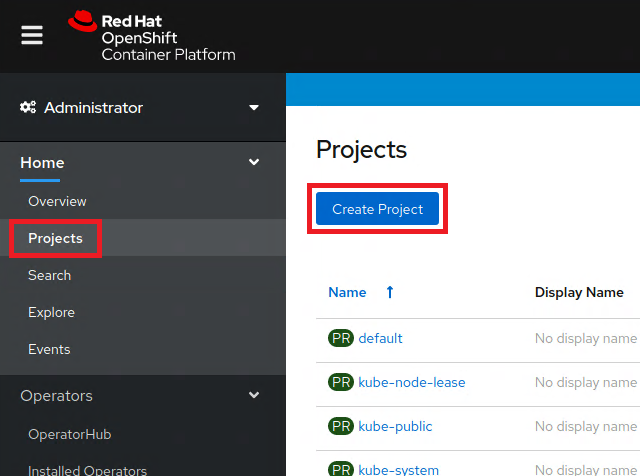 Red Hat
OpenShift
Container Platform
Administrator
Home
Overview
Projects
Search
Explore
Events
Operators
OperatorHub
Installed Operators
Projects
Create Project
Name ↑ Display Name
PR default No display name
PR kube-node-lease No display name
PR kube-public No display name
PR kube-system No display name